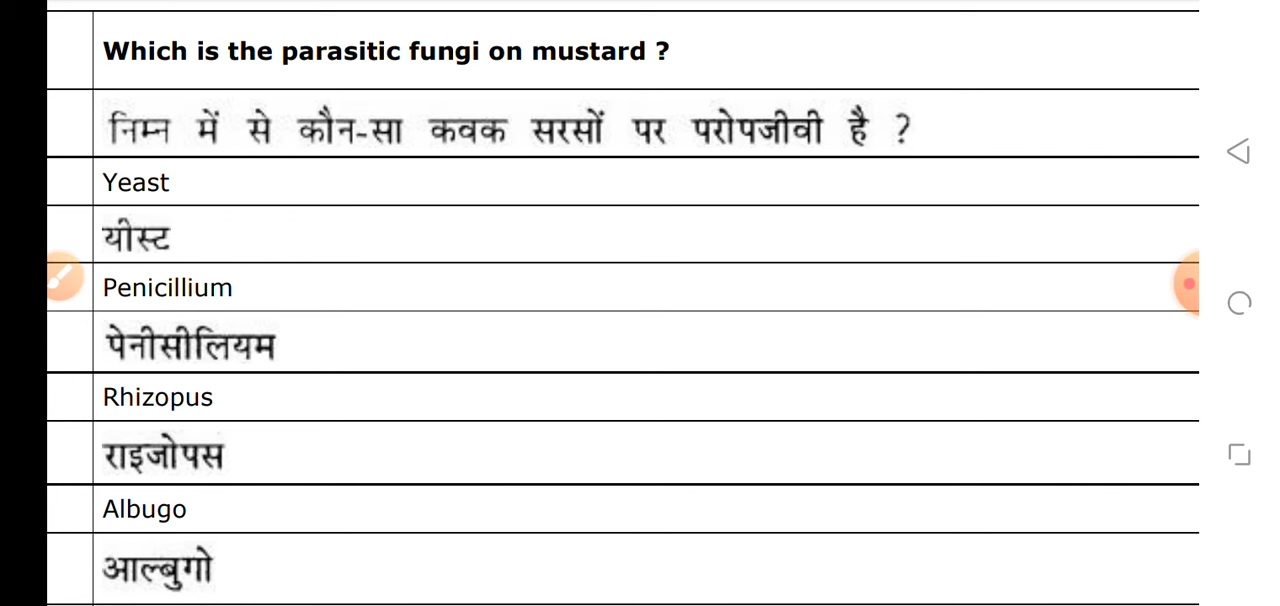 Which is the parasitic fungi on mustard ?
निम्न में से कौन-सा कवक सरसों पर परोपजीवी है ?
Yeast
यीस्ट
Penicillium
पेनीसीलियम
Rhizopus
राइजोपस
Albugo
आल्बुगो